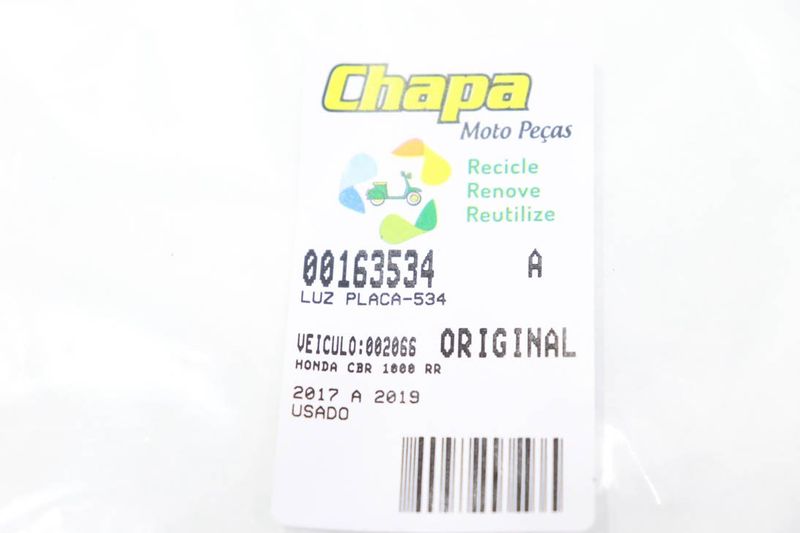 Chapa
Moto Peças
Recicle
Renove
Reutilize
00163534 A
LUZ PLACA-534
VEICULO:002066 ORIGINAL
HONDA CBR 1000 RR
2017 A 2019
USADO